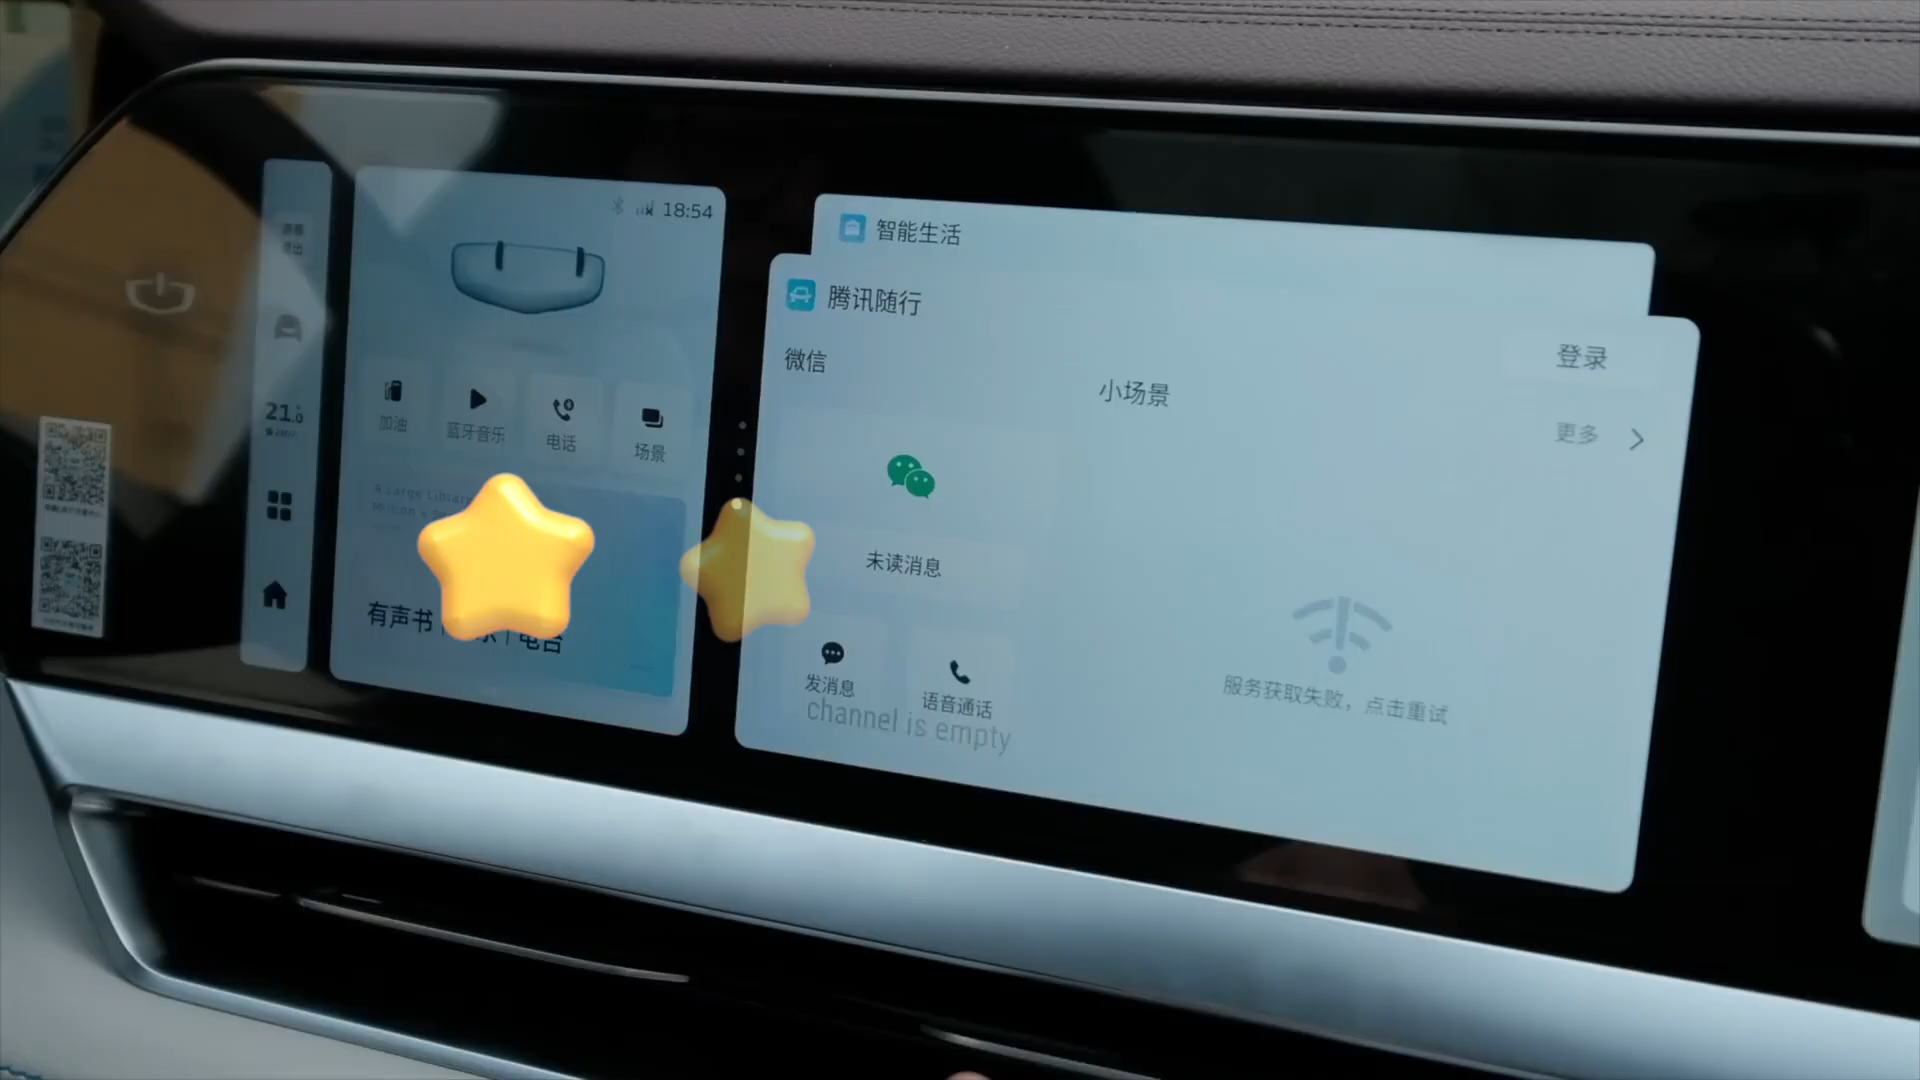 18:54
21.0
加油
蓝牙音乐
电话
场景
A Large Library
有声书
电台
智能生活
腾讯随行
微信
未读消息
发消息
语音通话
channel is empty
小场景
登录
更多
服务获取失败，点击重试